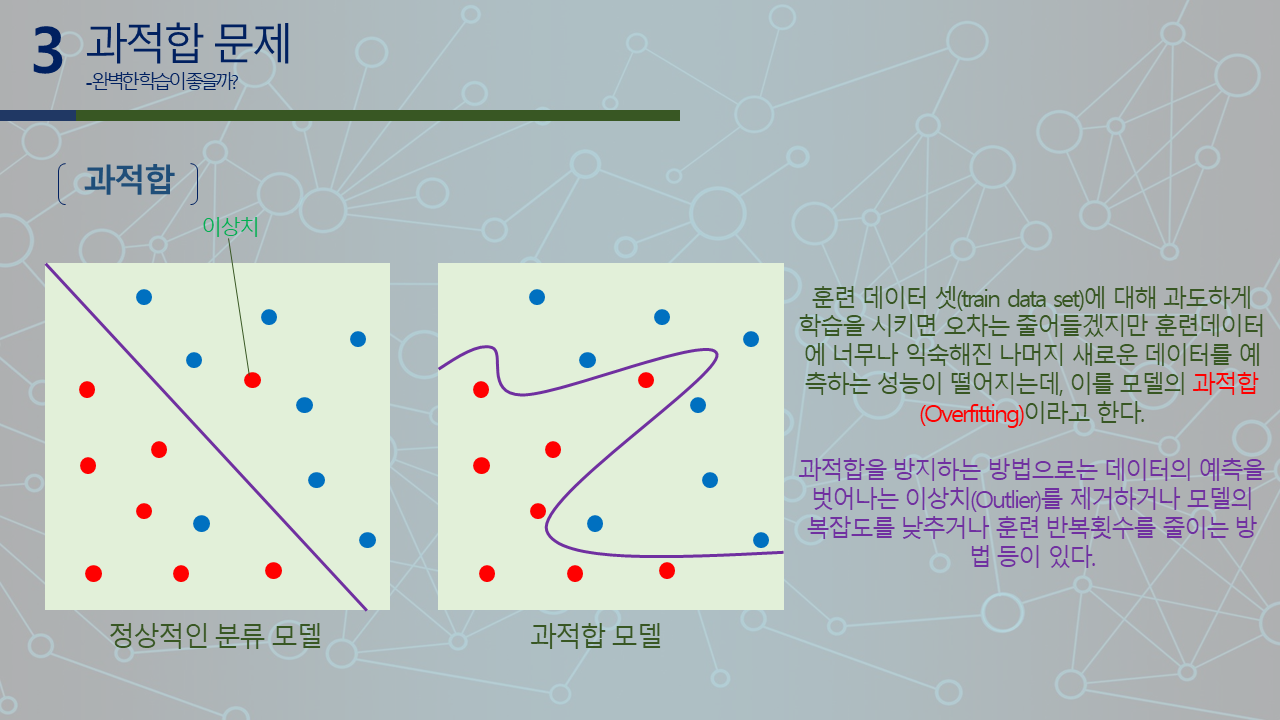 3 과적합 문제
-완벽한 학습이 좋을까?
과적합
이상치
훈련 데이터 셋(train data set)에 대해 과도하게
학습을 시키면 오차는 줄어들겠지만 훈련데이터
에 너무나 익숙해진 나머지 새로운 데이터를 예
측하는 성능이 떨어지는데, 이를 모델의 과적합
(Overfitting)이라고 한다.
과적합을 방지하는 방법으로는 데이터의 예측을
벗어나는 이상치(Outlier)를 제거하거나 모델의
복잡도를 낮추거나 훈련 반복횟수를 줄이는 방
법 등이 있다.
정상적인 분류 모델
과적합 모델